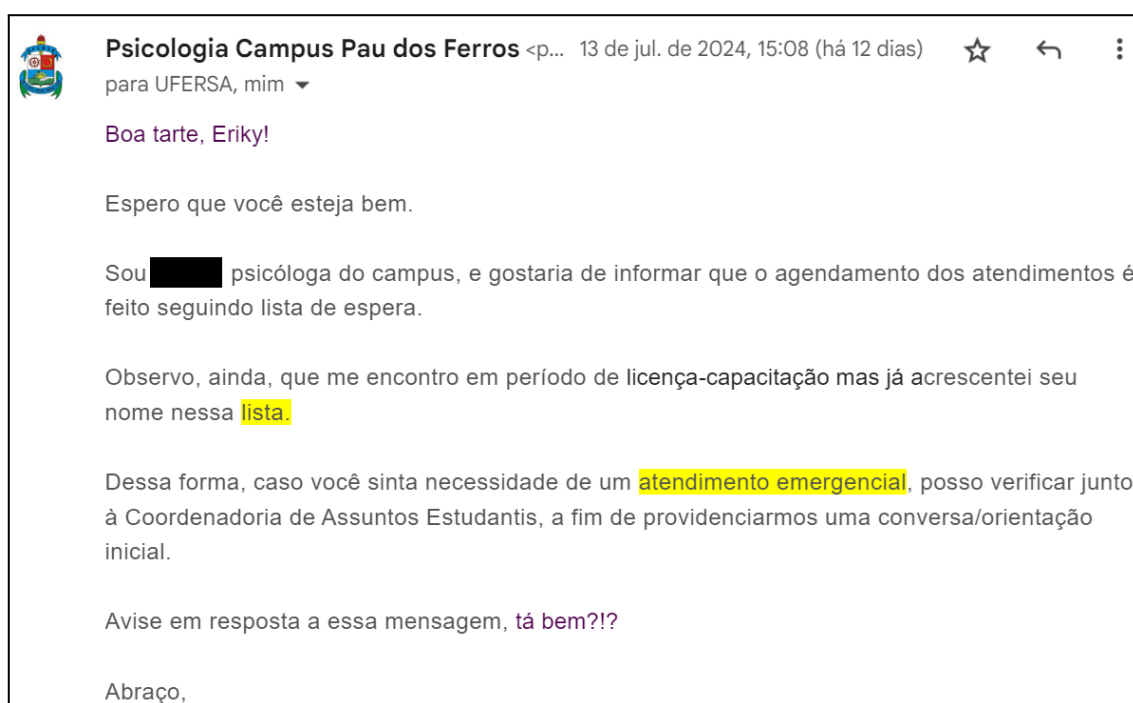 Psicologia Campus Pau dos Ferros <p... 13 de jul. de 2024, 15:08 (há 12 dias)
para UFERSA, mim
Boa tarte, Eriky!
Espero que você esteja bem.
Sou psicóloga do campus, e gostaria de informar que o agendamento dos atendimentos é
feito seguindo lista de espera.
Observo, ainda, que me encontro em período de licença-capacitação mas já acrescentei seu
nome nessa lista.
Dessa forma, caso você sinta necessidade de um atendimento emergencial, posso verificar junto
à Coordenadoria de Assuntos Estudantis, a fim de providenciarmos uma conversa/orientação
inicial.
Avise em resposta a essa mensagem, tá bem?!?
Abraço,